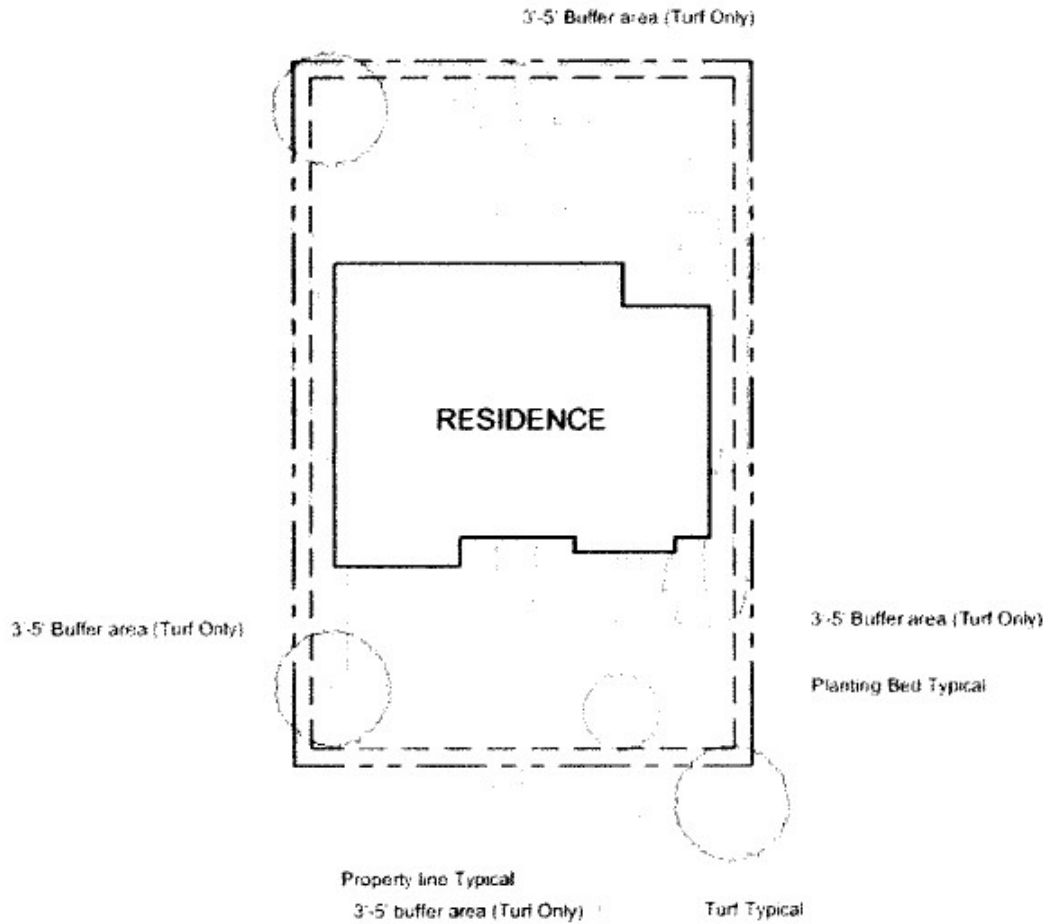 3'-5' Buffer area (Turf Only)
RESIDENCE
3'-5' Buffer area (Turf Only)
3'-5' Buffer area (Turf Only)
Planting Bed Typical
Property line Typical
3'-5' buffer area (Turf Only)
Turf Typical